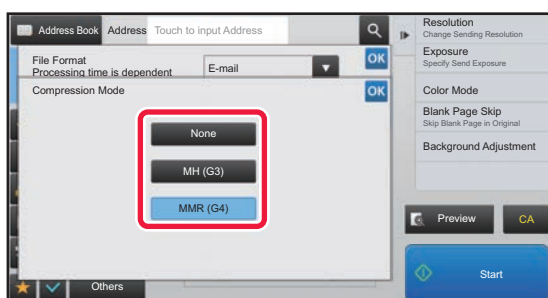 Address Book
Address
Touch to input Address
Resolution
Change Sending Resolution
File Format
Processing time is dependent
E-mail
OK
Exposure
Specify Send Exposure
Compression Mode
OK
Color Mode
None
Blank Page Skip
Skip Blank Page in Original
MH (G3)
Background Adjustment
MMR (G4)
Preview
CA
Others
Start